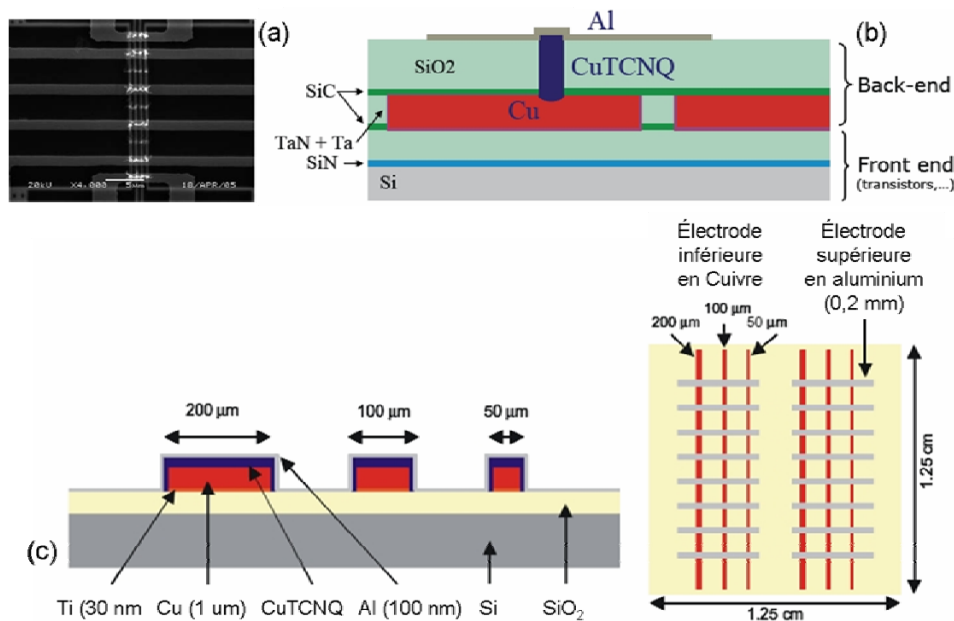 (a)
20kV X4.000 5µm 18/APR/05
(b)
Al
SiO2
CuTCNQ
SiC
Cu
TaN + Ta
SiN
Si
Back-end
Front end
(transistors,...)
Électrode
inférieure
en Cuivre
Électrode
supérieure
en aluminium
(0,2 mm)
200 µm
100 µm
50 µm
1.25 cm
1.25 cm
200 µm
100 µm
50 µm
(c)
Ti (30 nm
Cu (1 um)
CuTCNQ
Al (100 nm)
Si
SiO₂